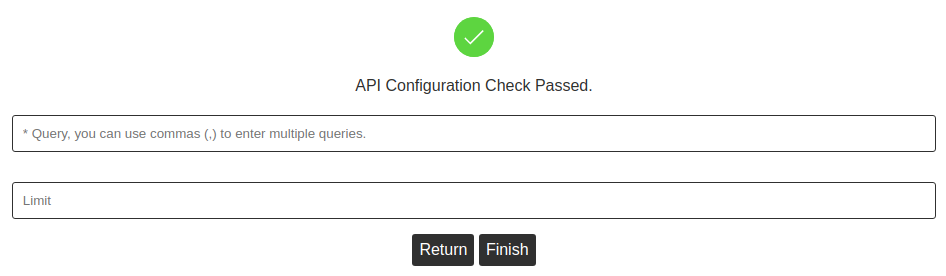 API Configuration Check Passed.
* Query, you can use commas (,) to enter multiple queries.
Limit
Return Finish